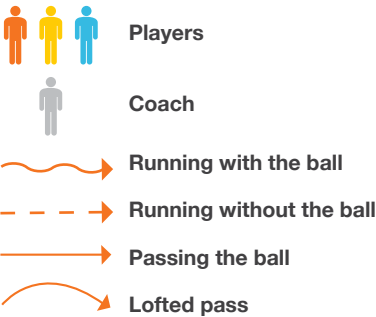 Players
Coach
Running with the ball
Running without the ball
Passing the ball
Lofted pass